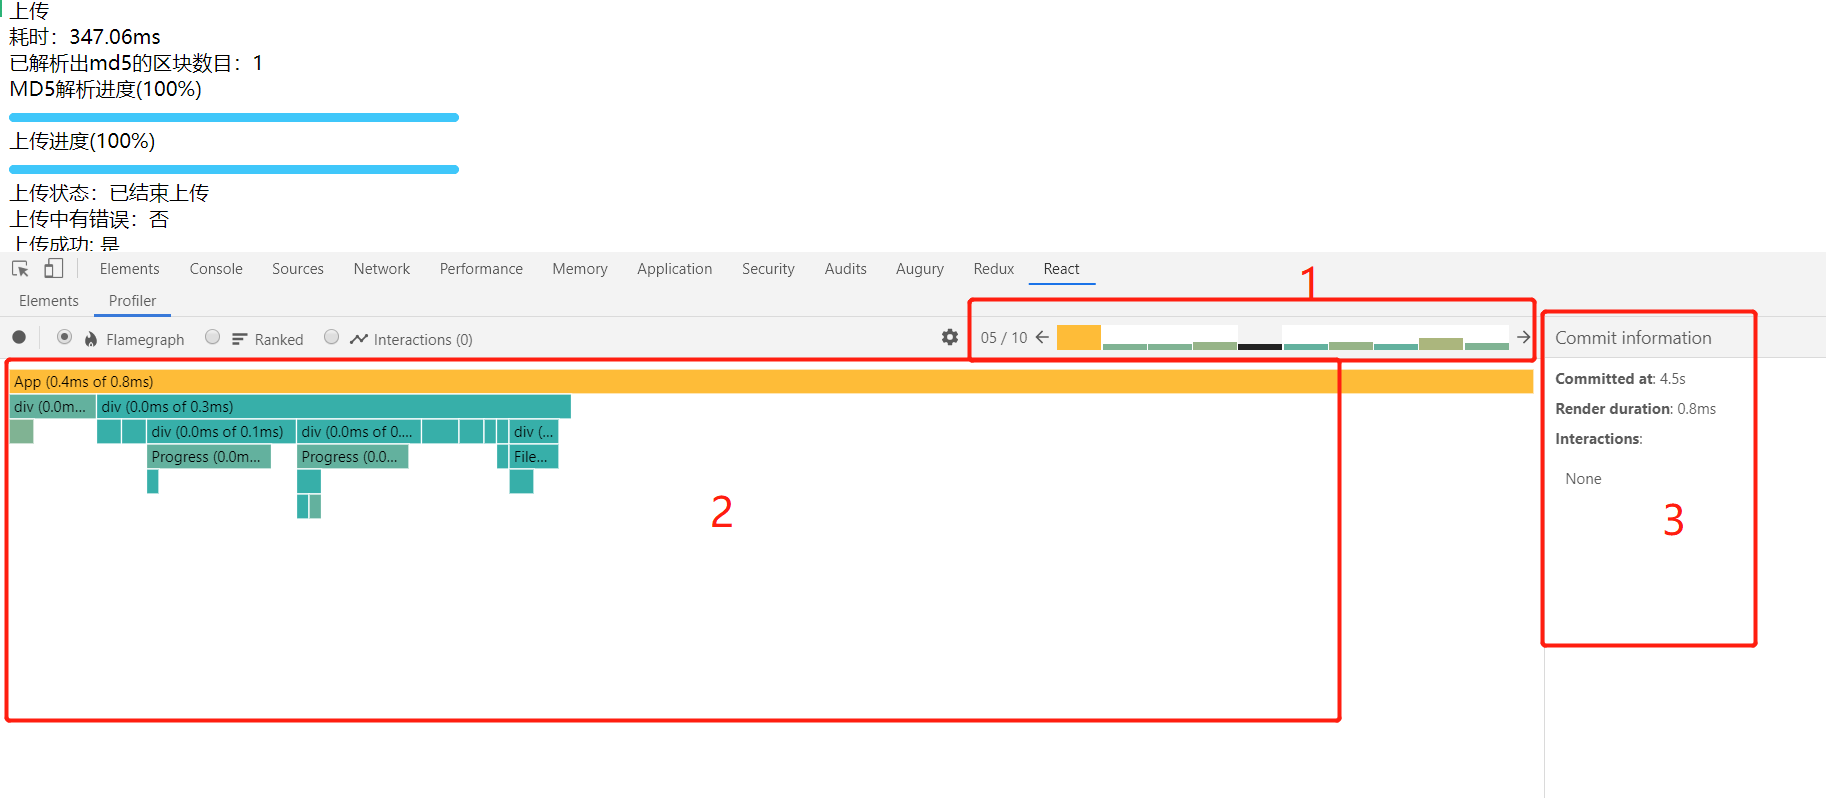 上传
耗时：347.06ms
已解析出md5的区块数目：1
MD5解析进度(100%)
上传进度(100%)
上传状态：已结束上传
上传中有错误：否
上传成功: 是
Elements Console Sources Network Performance Memory Application Security Audits Augury Redux React
Elements Profiler
1
Flamegraph Ranked Interactions (0) 05 / 10 Commit information
App (0.4ms of 0.8ms)
div (0.0m... div (0.0ms of 0.3ms)
div (0.0ms of 0.1ms) div (0.0ms of 0.... div (...
Progress (0.0m... Progress (0.0... File...
2
Committed at: 4.5s
Render duration: 0.8ms
Interactions:
None
3